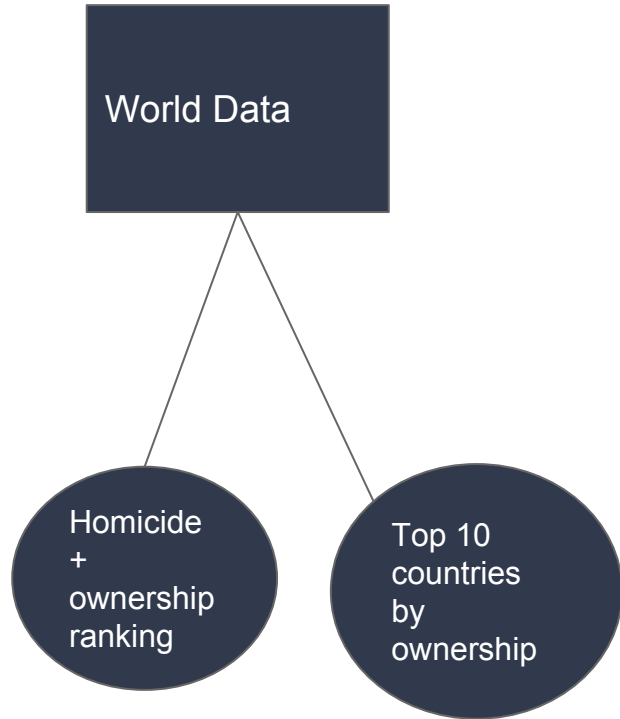 World Data
Homicide
+
ownership
ranking
Top 10
countries
by
ownership